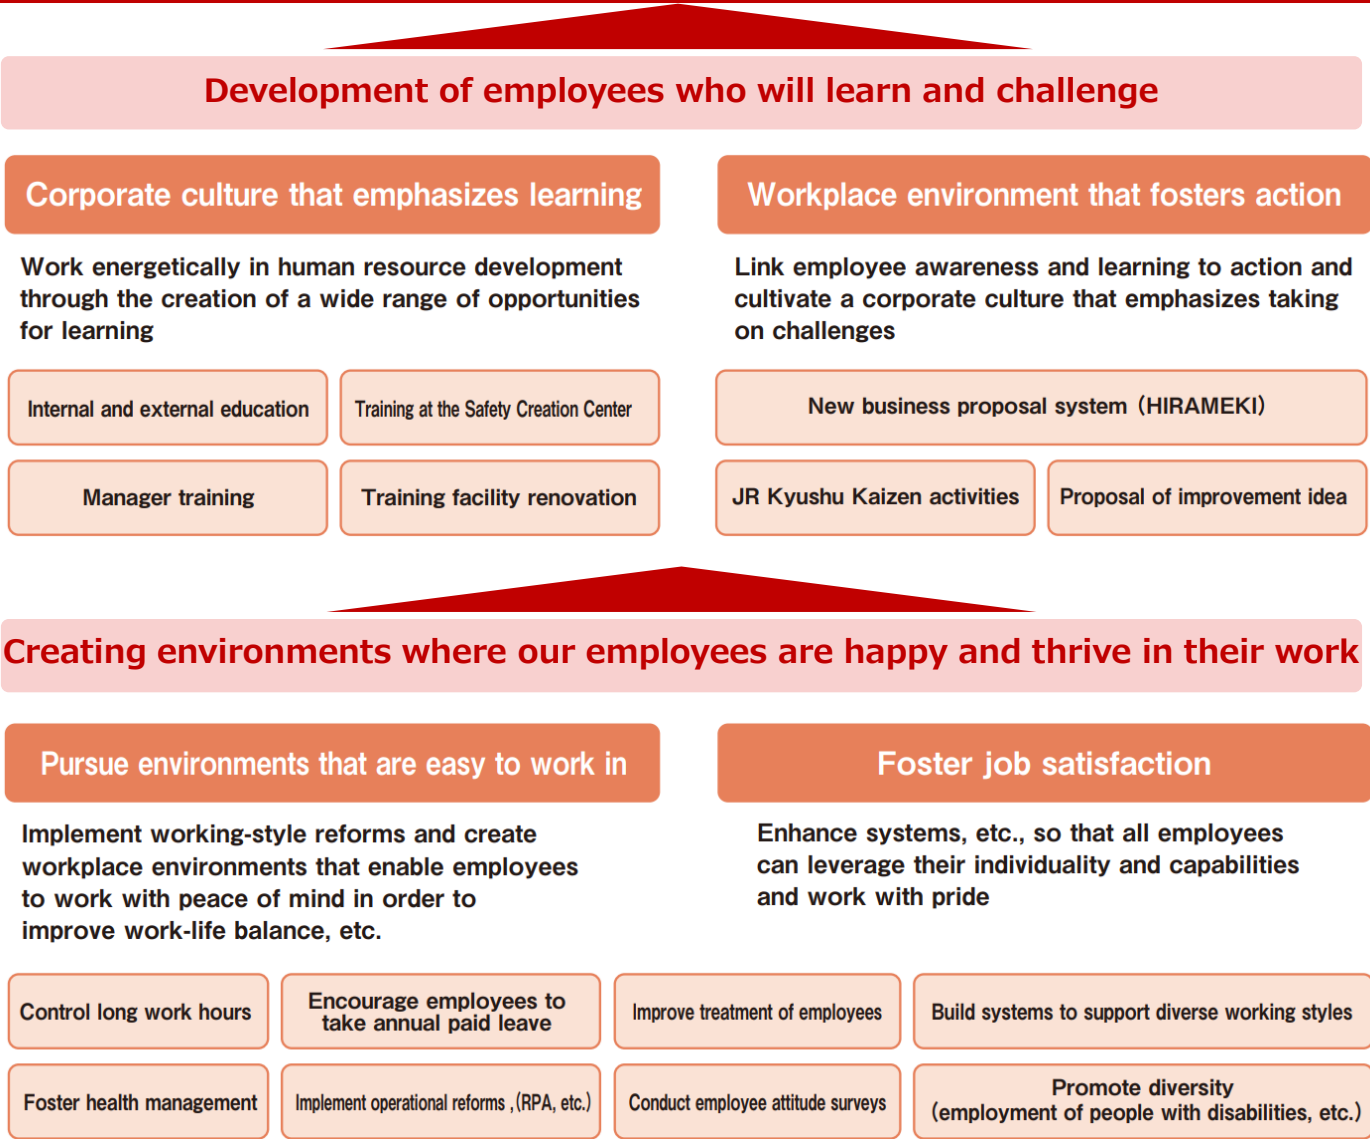 Development of employees who will learn and challenge
Corporate culture that emphasizes learning
Work energetically in human resource development
through the creation of a wide range of opportunities
for learning
Internal and external education
Training at the Safety Creation Center
Manager training
Training facility renovation
Workplace environment that fosters action
Link employee awareness and learning to action and
cultivate a corporate culture that emphasizes taking
on challenges
New business proposal system (HIRAMEKI)
JR Kyushu Kaizen activities
Proposal of improvement idea
Creating environments where our employees are happy and thrive in their work
Pursue environments that are easy to work in
Implement working-style reforms and create
workplace environments that enable employees
to work with peace of mind in order to
improve work-life balance, etc.
Foster job satisfaction
Enhance systems, etc., so that all employees
can leverage their individuality and capabilities
and work with pride
Control long work hours
Encourage employees to
take annual paid leave
Improve treatment of employees
Build systems to support diverse working styles
Foster health management
Implement operational reforms ,(RPA, etc.)
Conduct employee attitude surveys
Promote diversity
(employment of people with disabilities, etc.)